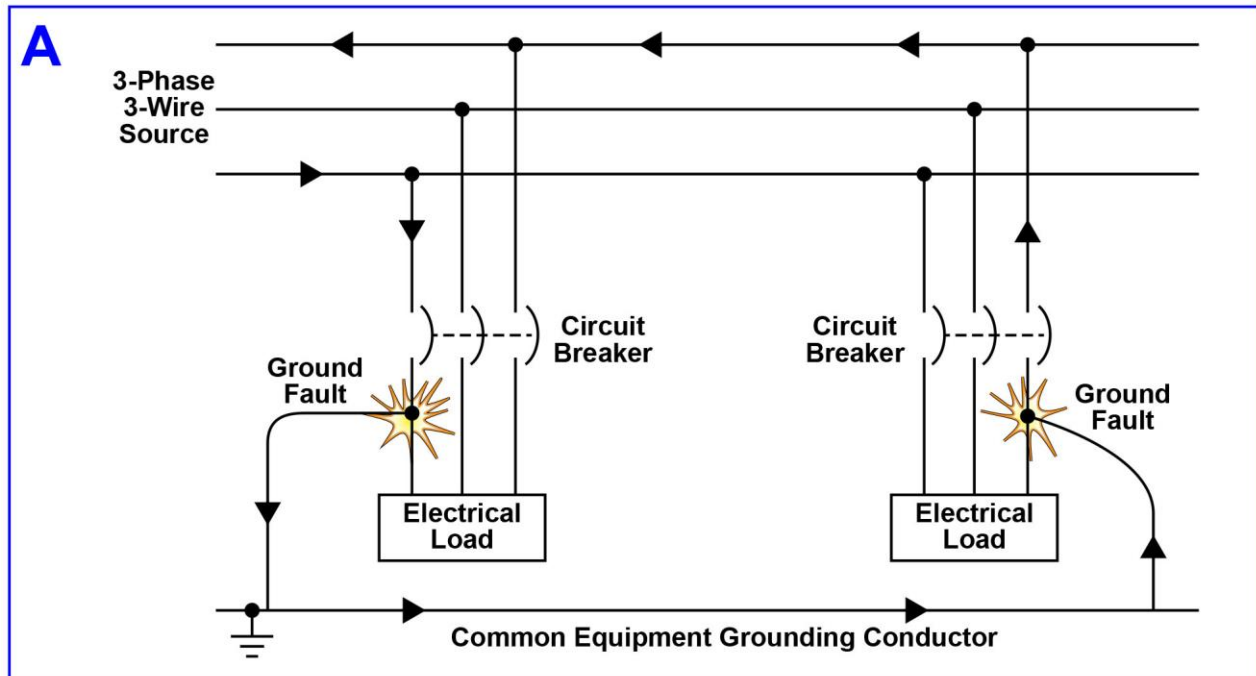 A
3-Phase
3-Wire
Source
Circuit
Breaker
Circuit
Breaker
Ground
Fault
Ground
Fault
Electrical
Load
Electrical
Load
Common Equipment Grounding Conductor